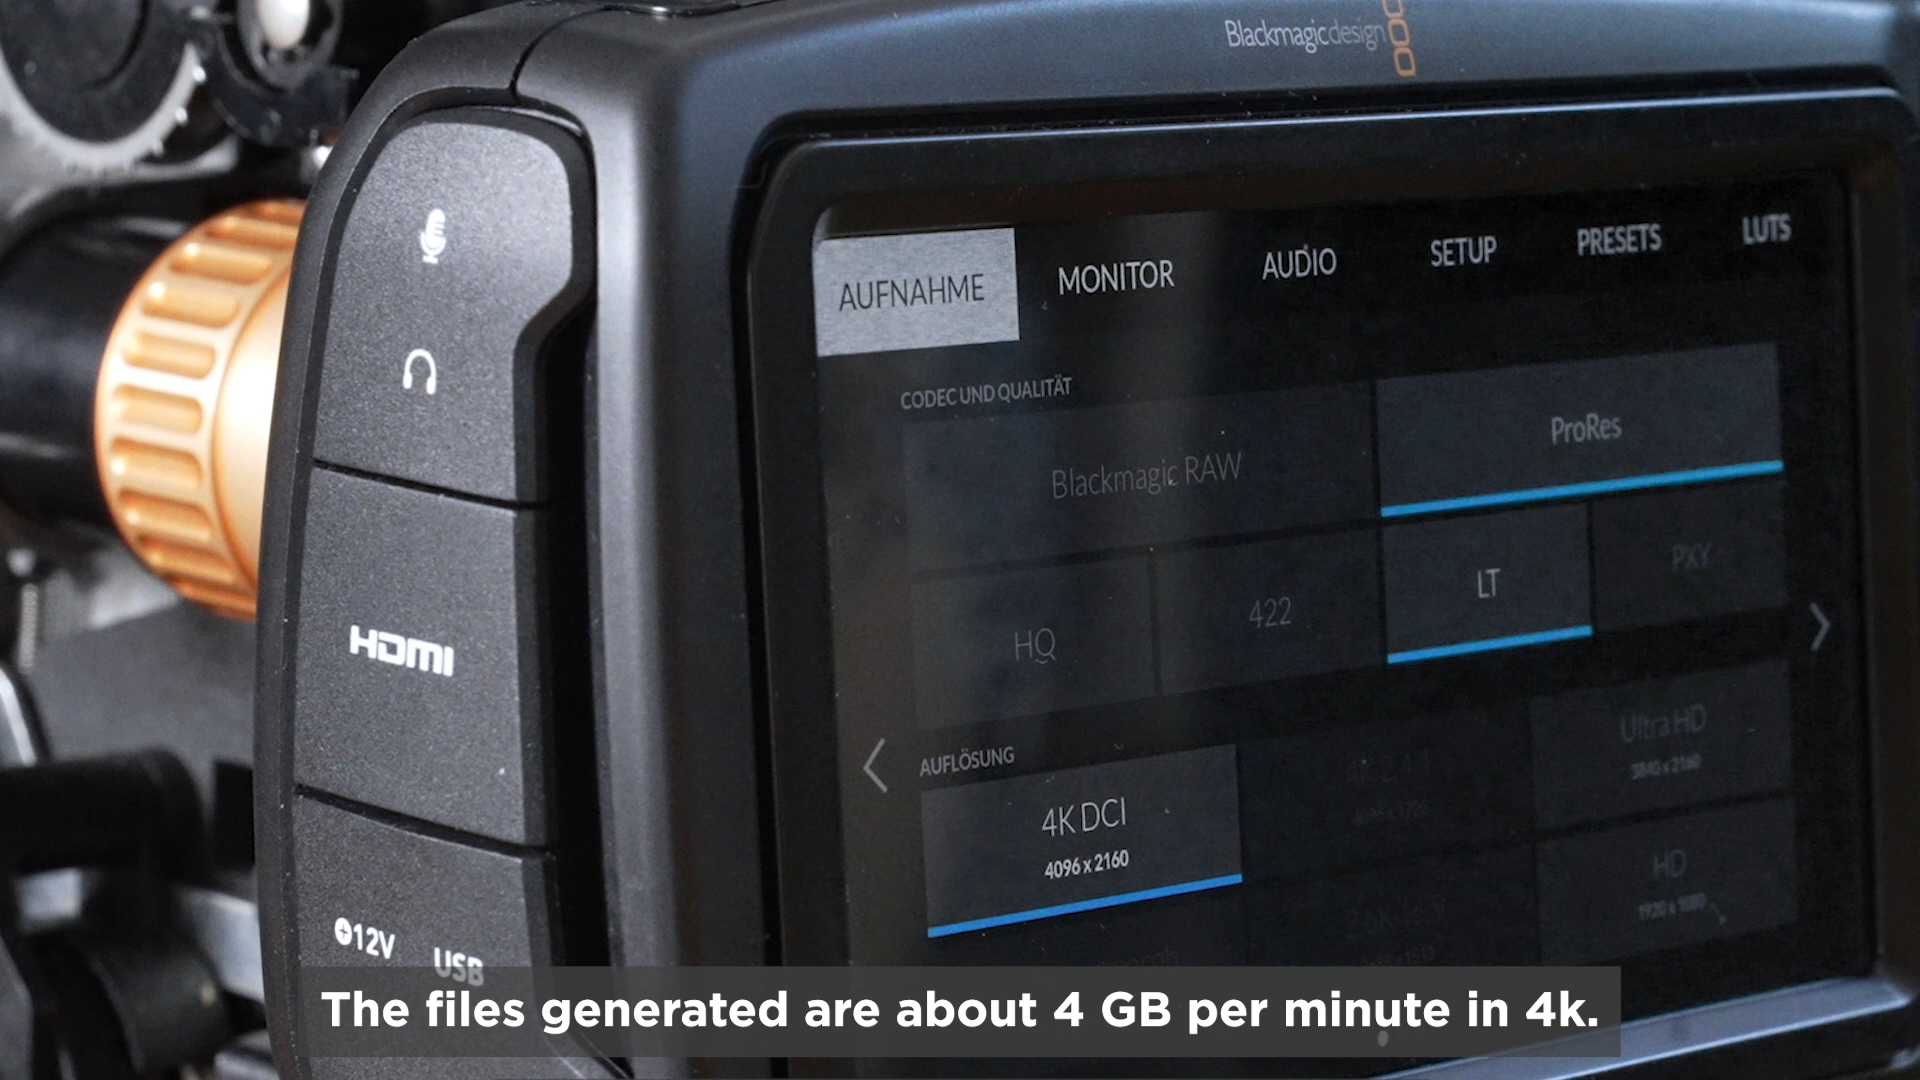 Blackmagicdesign
AUFNAHME MONITOR AUDIO SETUP PRESETS LUTS
CODEC UND QUALITÄT
Blackmagic RAW ProRes
HQ 422 LT PXY
AUFLÖSUNG
4K DCI
4096 x 2160
Ultra HD
3840 x 2160
HD
1920 x 1080
HDMI
12V USB
The files generated are about 4 GB per minute in 4k.